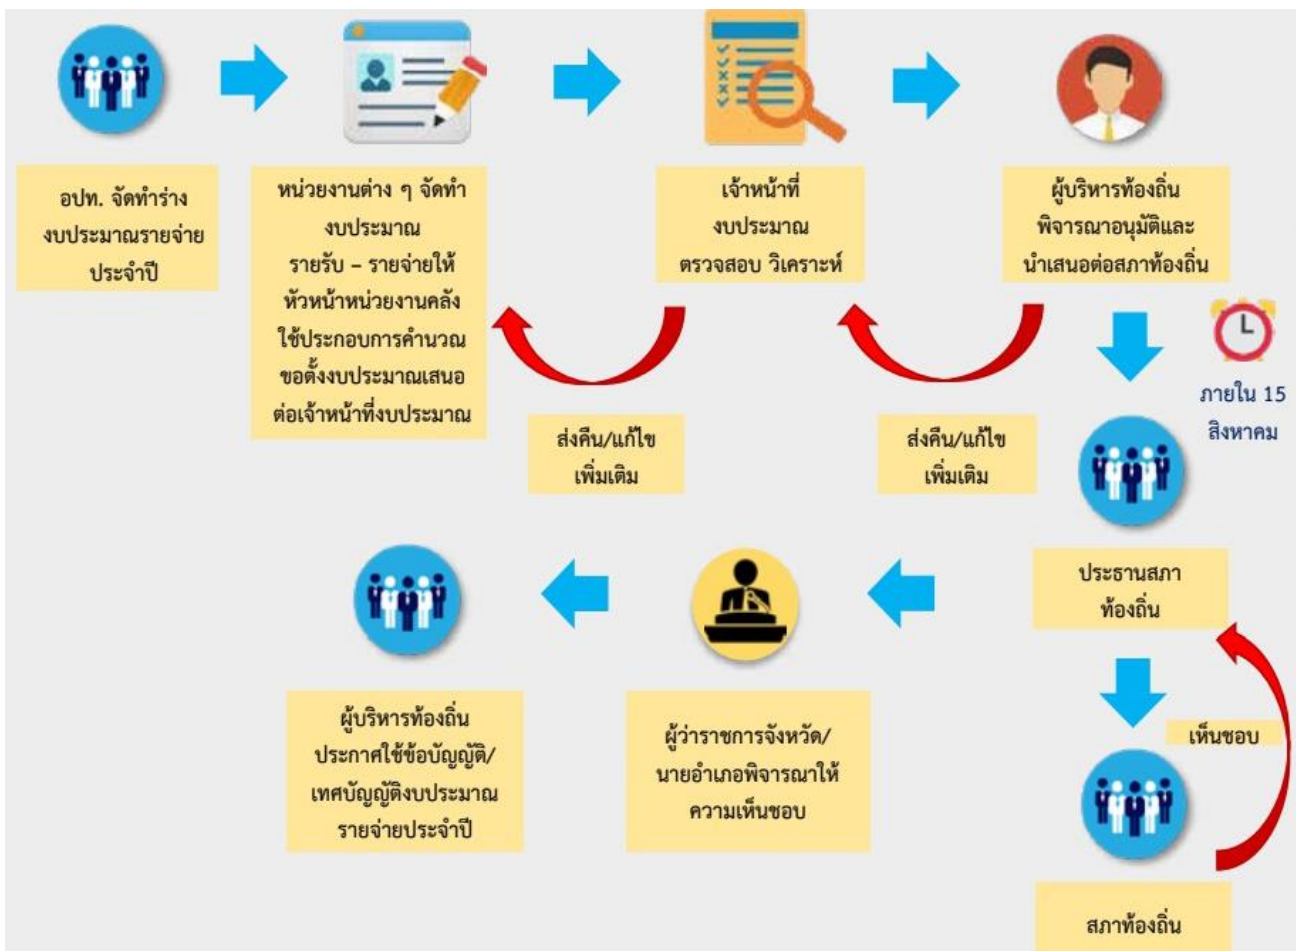 อปท. จัดทำร่าง
งบประมาณรายจ่าย
ประจำปี
หน่วยงานต่าง ๆ จัดทำ
งบประมาณ
รายรับ – รายจ่ายให้
หัวหน้าหน่วยงานคลัง
ใช้ประกอบการคำนวณ
ขอตั้งงบประมาณเสนอ
ต่อเจ้าหน้าที่งบประมาณ
เจ้าหน้าที่
งบประมาณ
ตรวจสอบ วิเคราะห์
ผู้บริหารท้องถิ่น
พิจารณาอนุมัติและ
นำเสนอต่อสภาท้องถิ่น
ส่งคืน/แก้ไข
เพิ่มเติม
ส่งคืน/แก้ไข
เพิ่มเติม
ภายใน 15
สิงหาคม
ประธานสภา
ท้องถิ่น
เห็นชอบ
สภาท้องถิ่น
ผู้ว่าราชการจังหวัด/
นายอำเภอพิจารณาให้
ความเห็นชอบ
ผู้บริหารท้องถิ่น
ประกาศใช้ข้อบัญญัติ/
เทศบัญญัติงบประมาณ
รายจ่ายประจำปี